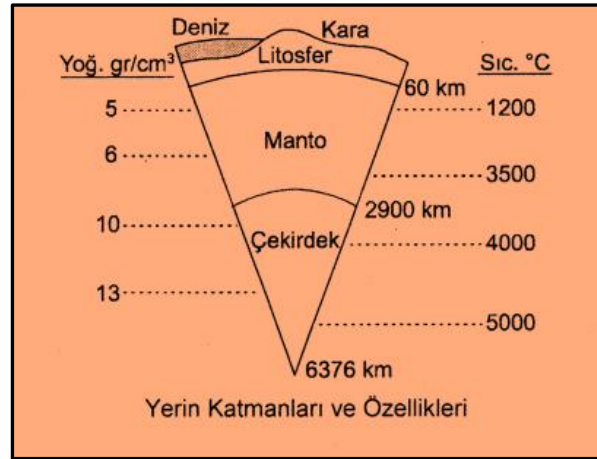 Deniz
Kara
Yoğ. gr/cm³
Litosfer
Sıc. °C
60 km
5
1200
Manto
6
3500
2900 km
10
Çekirdek
4000
13
5000
6376 km
Yerin Katmanları ve Özellikleri